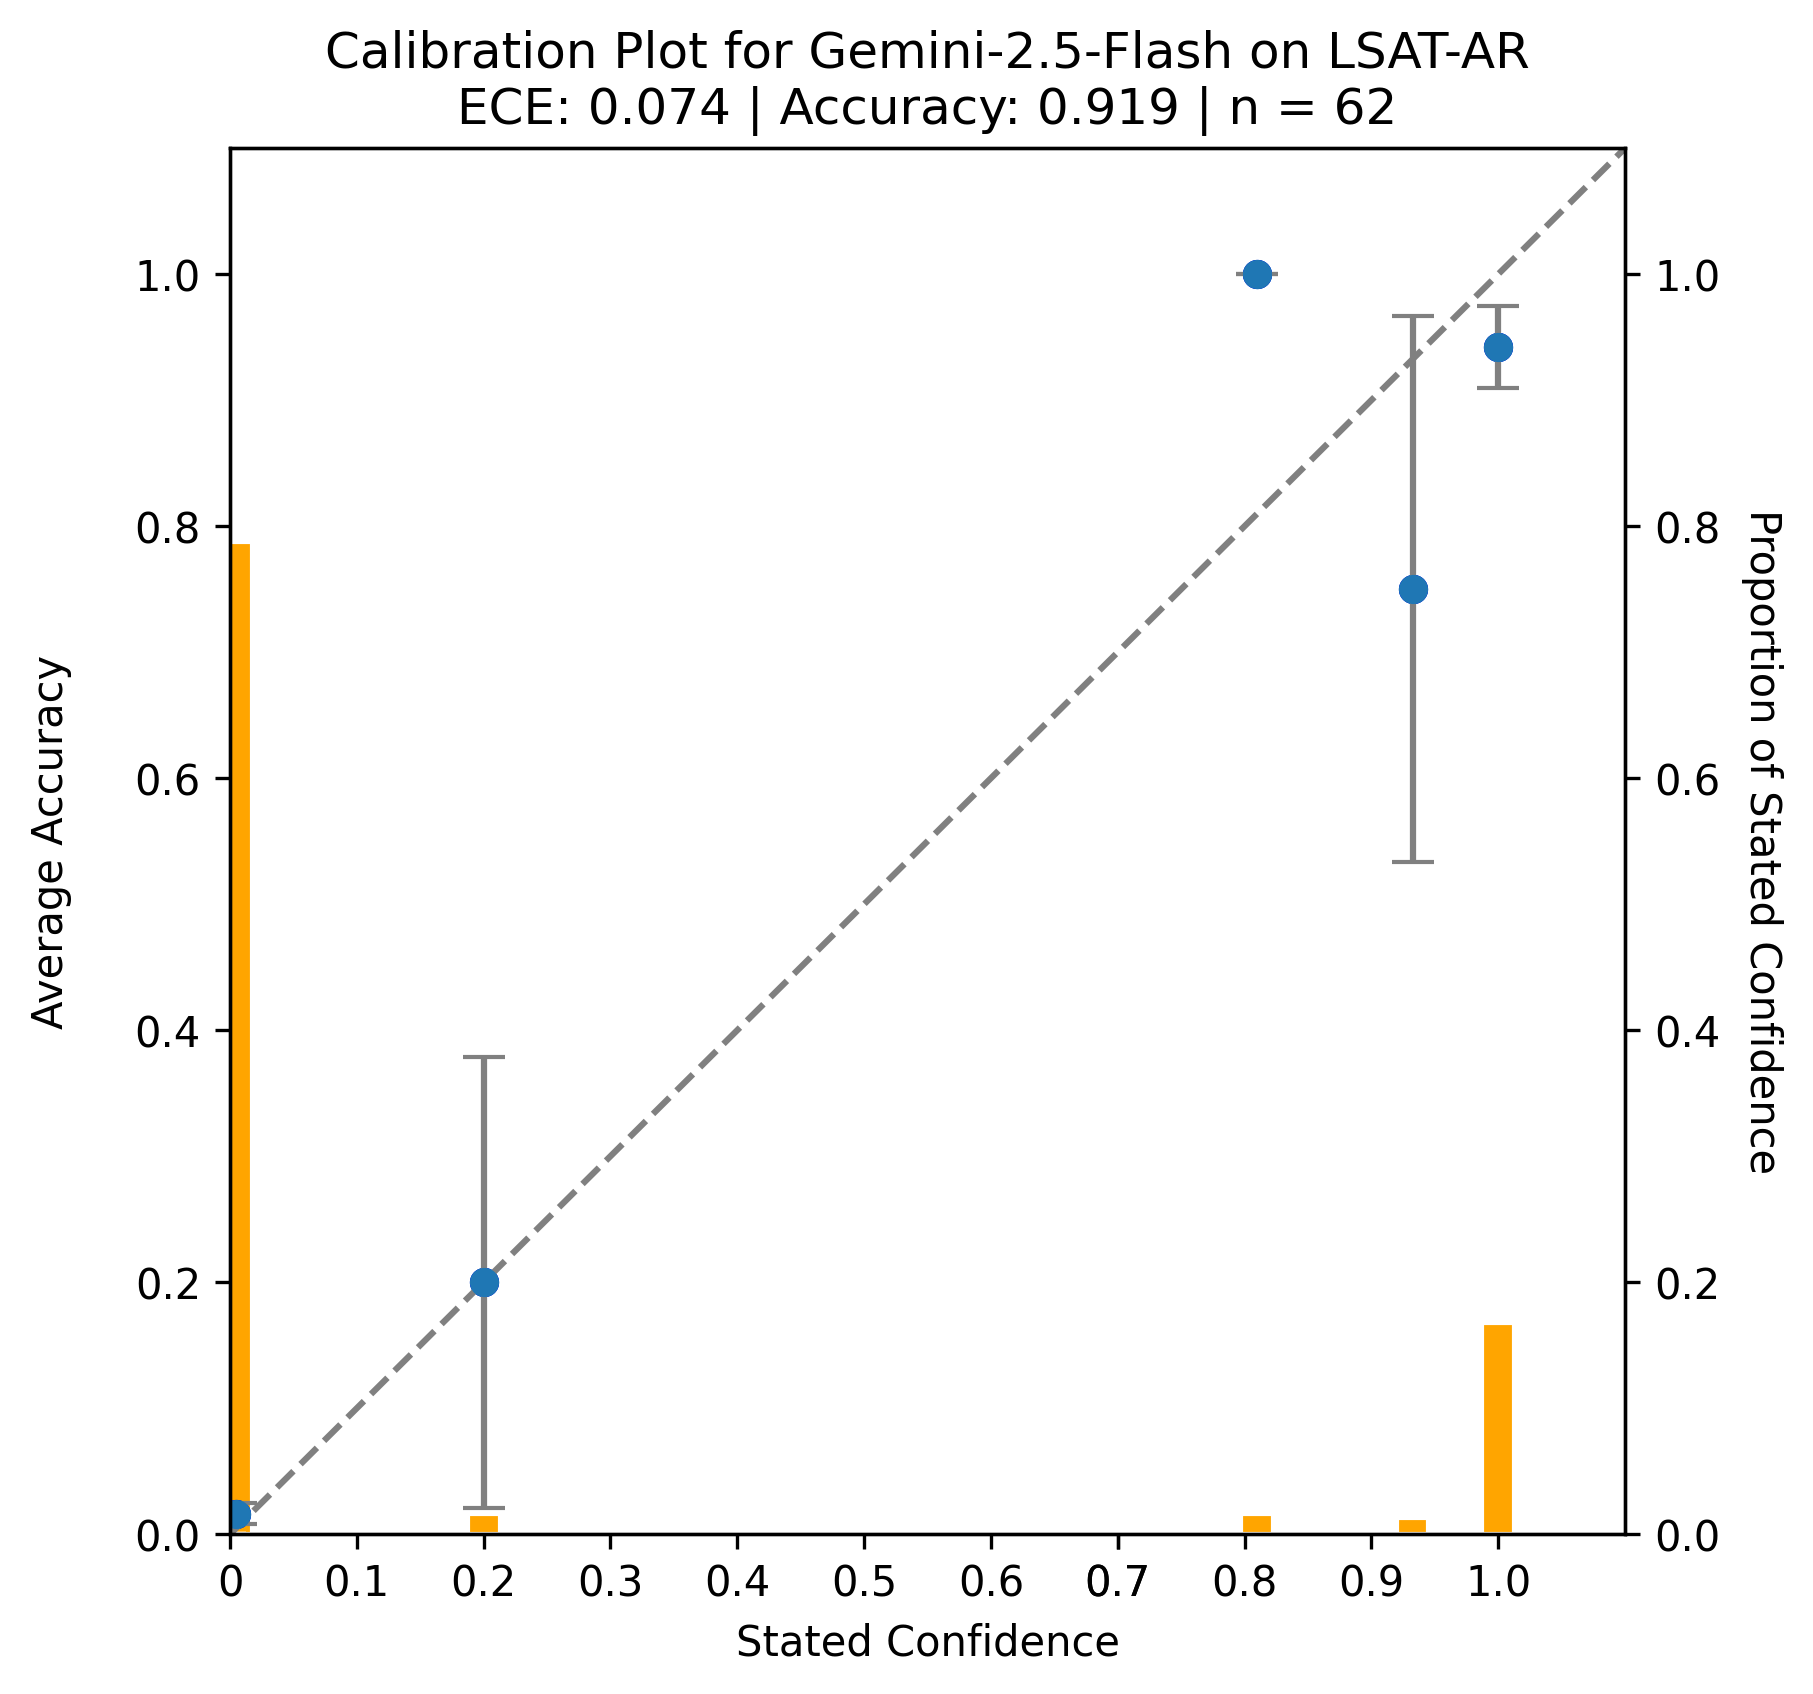 Calibration Plot for Gemini-2.5-Flash on LSAT-AR
ECE: 0.074 | Accuracy: 0.919 | n = 62
Average Accuracy
1.0
0.8
0.6
0.4
0.2
0.0
1.0
0.8
0.6
0.4
0.2
0.0
Proportion of Stated Confidence
0 0.1 0.2 0.3 0.4 0.5 0.6 0.7 0.8 0.9 1.0
Stated Confidence